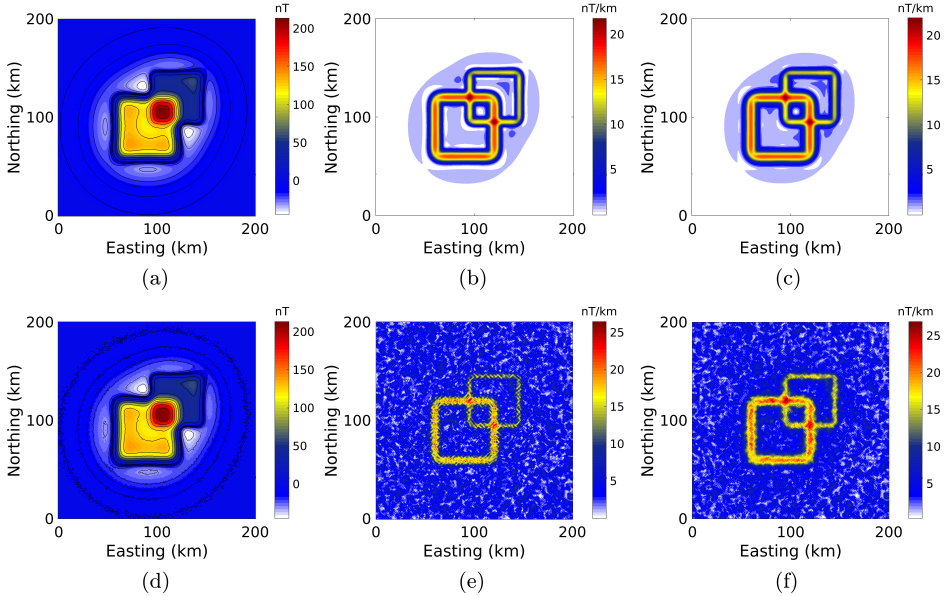 nT nT/km nT/km
200 200 200
200 20 20
150
15 15
100 100 100 100
10 10
50
5 5
0
0 0 0
0 100 200 0 100 200 0 100 200
Northing (km) Northing (km) Northing (km)
Easting (km) Easting (km) Easting (km)
(a) (b) (c)
nT nT/km nT/km
200 200 200
200 25 25
150 20 20
100 100 100 100 15 15
50 10 10
0 5 5
0 0 0
0 100 200 0 100 200 0 100 200
Northing (km) Northing (km) Northing (km)
Easting (km) Easting (km) Easting (km)
(d) (e) (f)